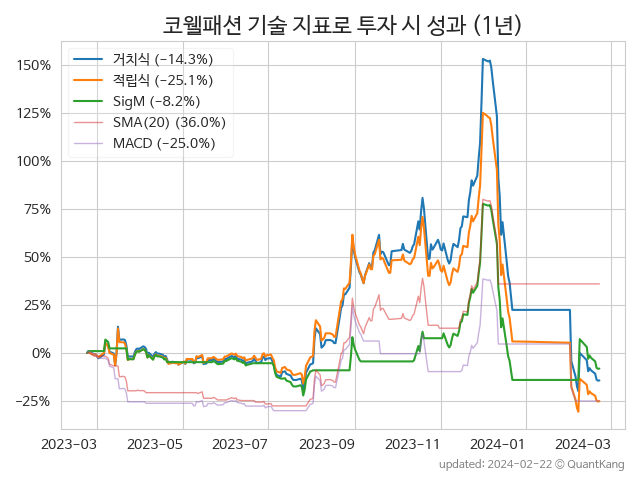 코웰패션 기술 지표로 투자 시 성과 (1년)
거치식 (−14.3%)
적립식 (−25.1%)
SigM (−8.2%)
SMA(20) (36.0%)
MACD (−25.0%)
150%
125%
100%
75%
50%
25%
0%
−25%
2023-03 2023-05 2023-07 2023-09 2023-11 2024-01 2024-03
updated: 2024-02-22 ⓒ QuantKang